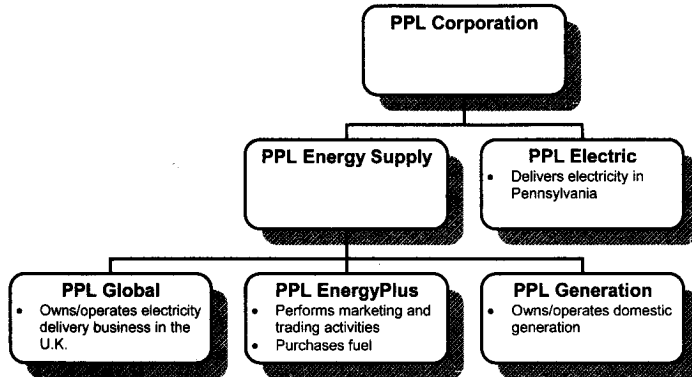 PPL Corporation
PPL Energy Supply
PPL Electric
• Delivers electricity in
Pennsylvania
PPL Global
• Owns/operates electricity
delivery business in the
U.K.
PPL EnergyPlus
• Performs marketing and
trading activities
• Purchases fuel
PPL Generation
• Owns/operates domestic
generation